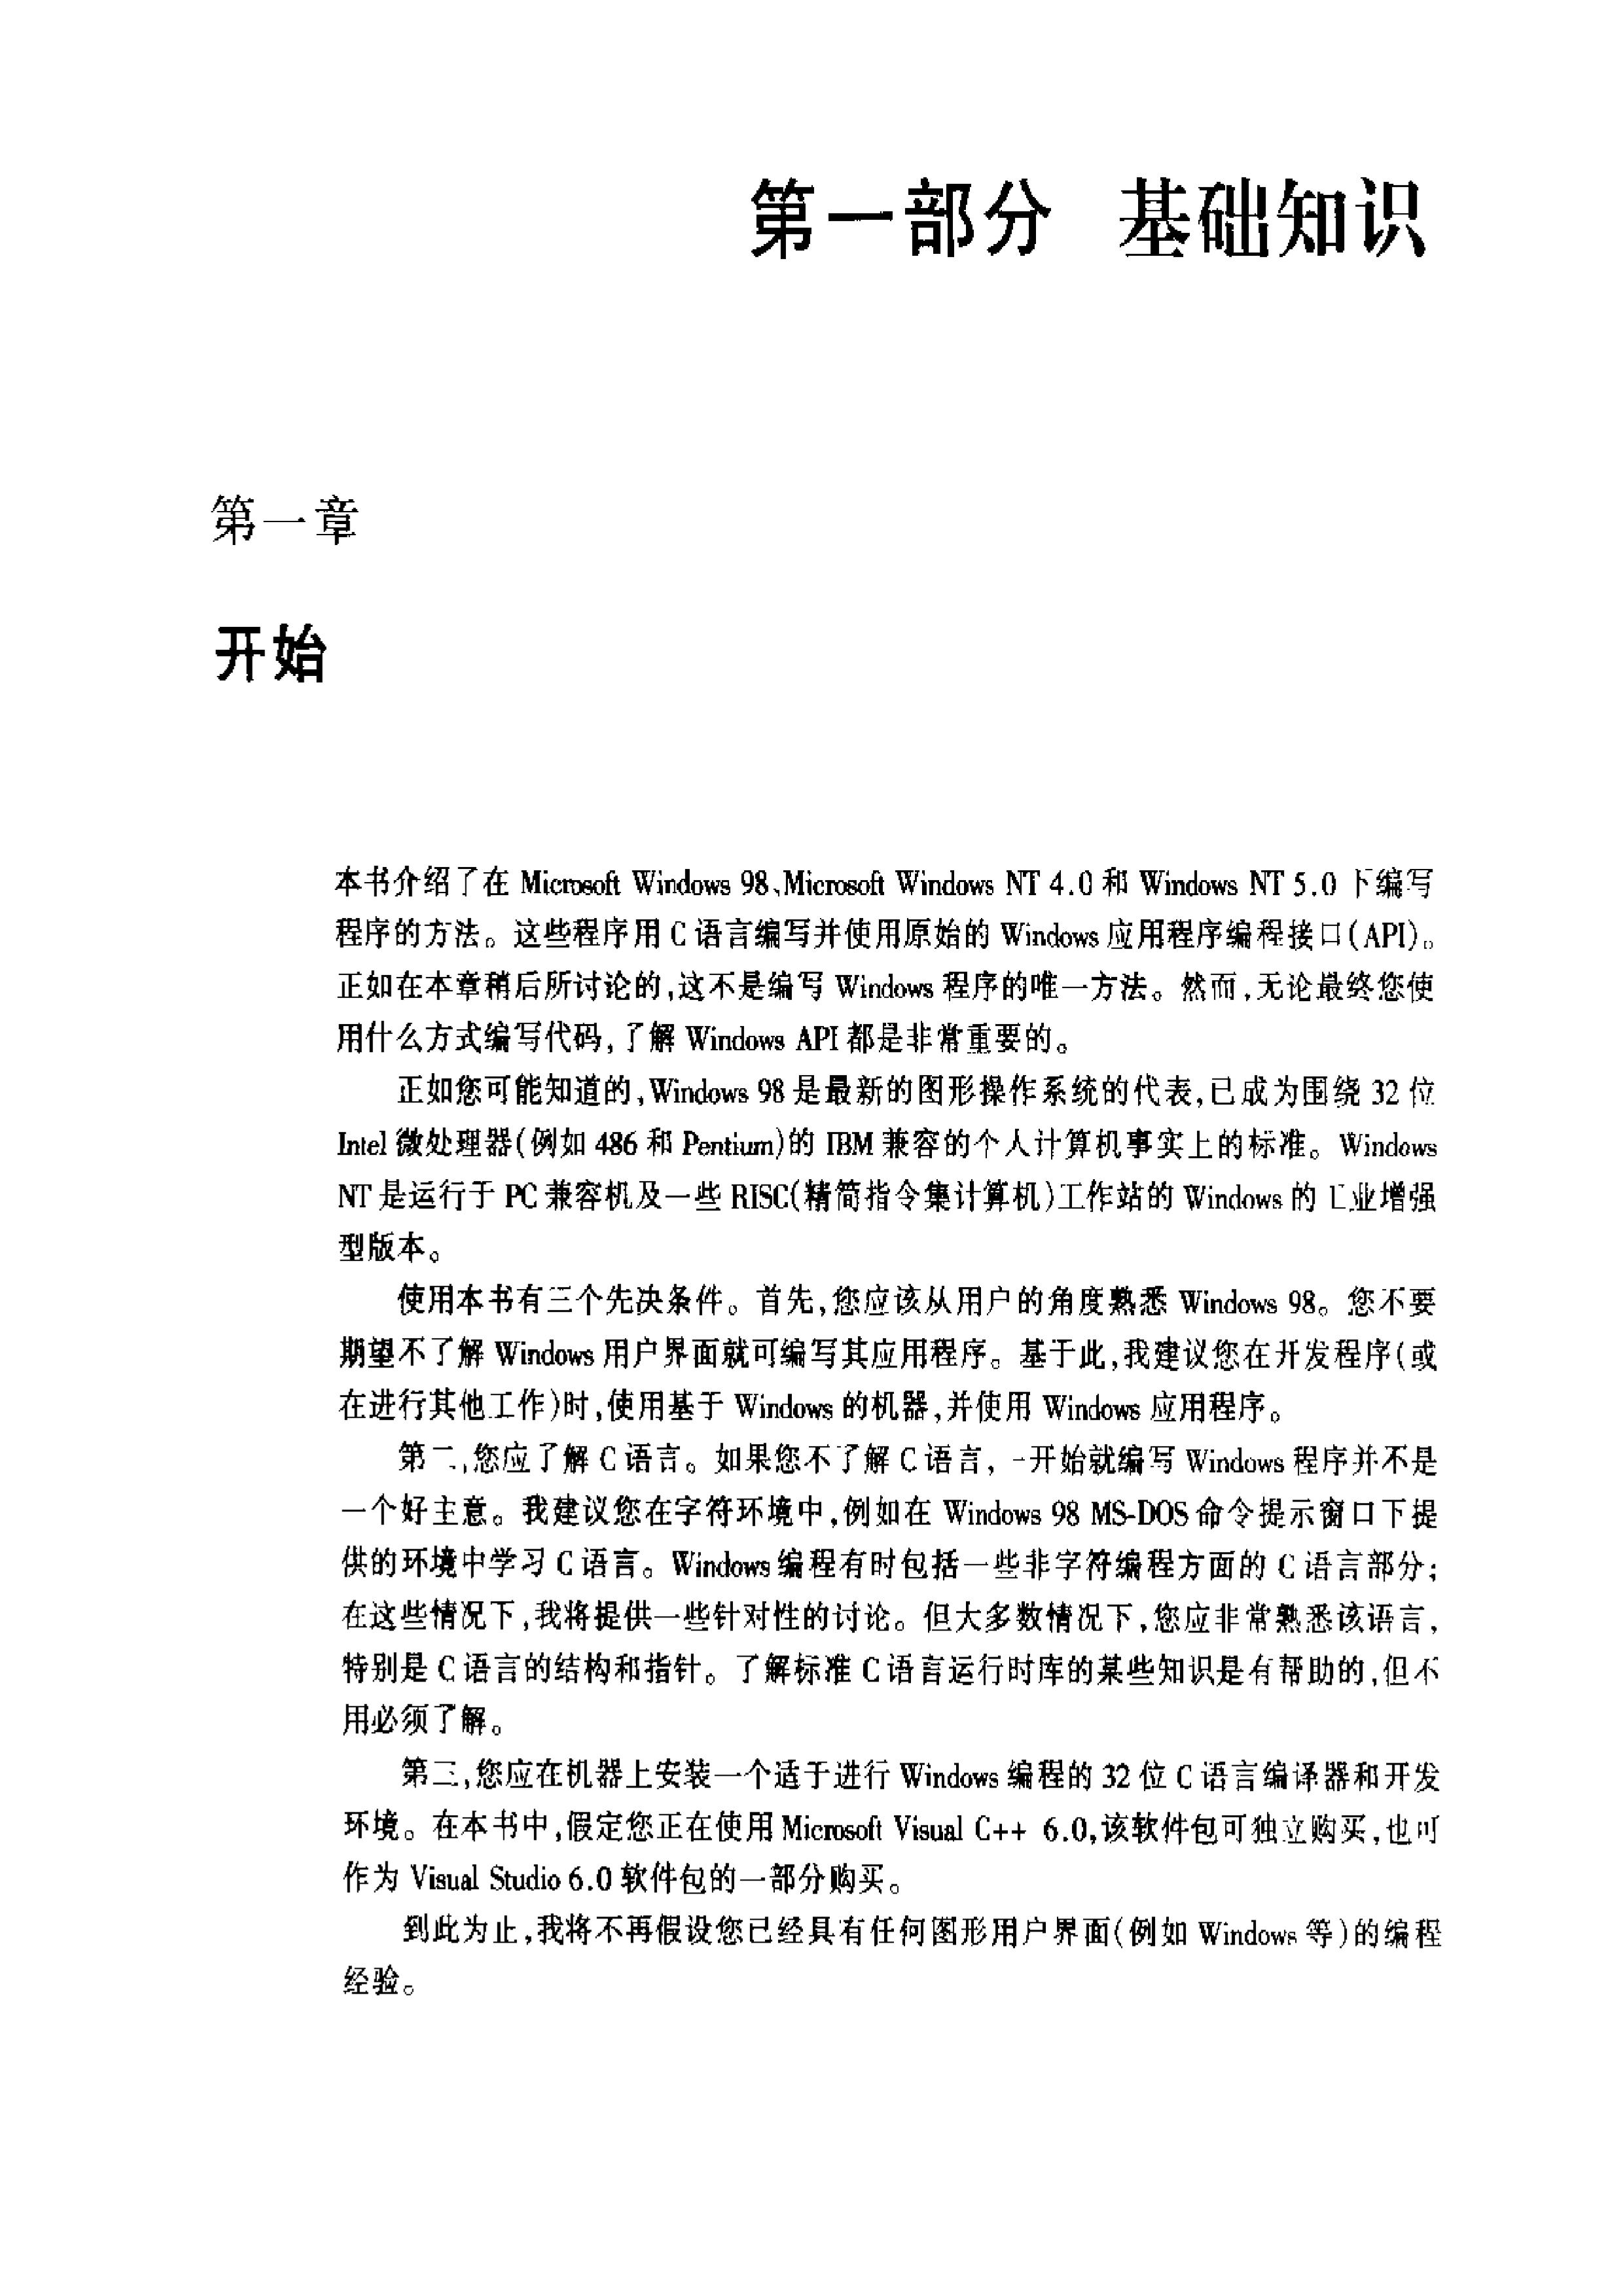 第一部分 基础知识
第一章
开始
本书介绍了在 Microsoft Windows 98、Microsoft Windows NT 4.0 和 Windows NT 5.0 下编写
程序的方法。这些程序用 C 语言编写并使用原始的 Windows 应用程序编程接口(API)。
正如在本章稍后所讨论的,这不是编写 Windows 程序的唯一方法。然而,无论最终您使
用什么方式编写代码,了解 Windows API 都是非常重要的。
正如您可能知道的,Windows 98 是最新的图形操作系统的代表,已成为围绕 32 位
Intel 微处理器(例如 486 和 Pentium)的 IBM 兼容的个人计算机事实上的标准。Windows
NT 是运行于 PC 兼容机及一些 RISC(精简指令集计算机)工作站的 Windows 的工业增强
型版本。
使用本书有三个先决条件。首先,您应该从用户的角度熟悉 Windows 98。您不要
期望不了解 Windows 用户界面就可编写其应用程序。基于此,我建议您在开发程序(或
在进行其他工作)时,使用基于 Windows 的机器,并使用 Windows 应用程序。
第二,您应了解 C 语言。如果您不了解 C 语言,一开始就编写 Windows 程序并不是
一个好主意。我建议您在字符环境中,例如在 Windows 98 MS-DOS 命令提示窗口下提
供的环境中学习 C 语言。Windows 编程有时包括一些非字符编程方面的 C 语言部分;
在这些情况下,我将提供一些针对性的讨论。但大多数情况下,您应非常熟悉该语言,
特别是 C 语言的结构和指针。了解标准 C 语言运行时库的某些知识是有帮助的,但不
用必须了解。
第三,您应在机器上安装一个适于进行 Windows 编程的 32 位 C 语言编译器和开发
环境。在本书中,假定您正在使用 Microsoft Visual C++ 6.0,该软件包可独立购买,也可
作为 Visual Studio 6.0 软件包的一部分购买。
到此为止,我将不再假设您已经具有任何图形用户界面(例如 Windows 等)的编程
经验。